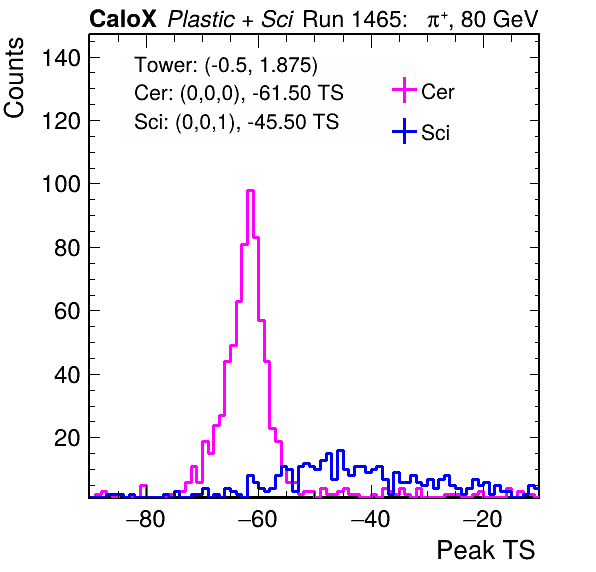 CaloX Plastic + Sci Run 1465: π⁺, 80 GeV
Counts
140
120
100
80
60
40
20
Tower: (-0.5, 1.875)
Cer: (0,0,0), -61.50 TS
Sci: (0,0,1), -45.50 TS
Cer
Sci
−80 −60 −40 −20
Peak TS